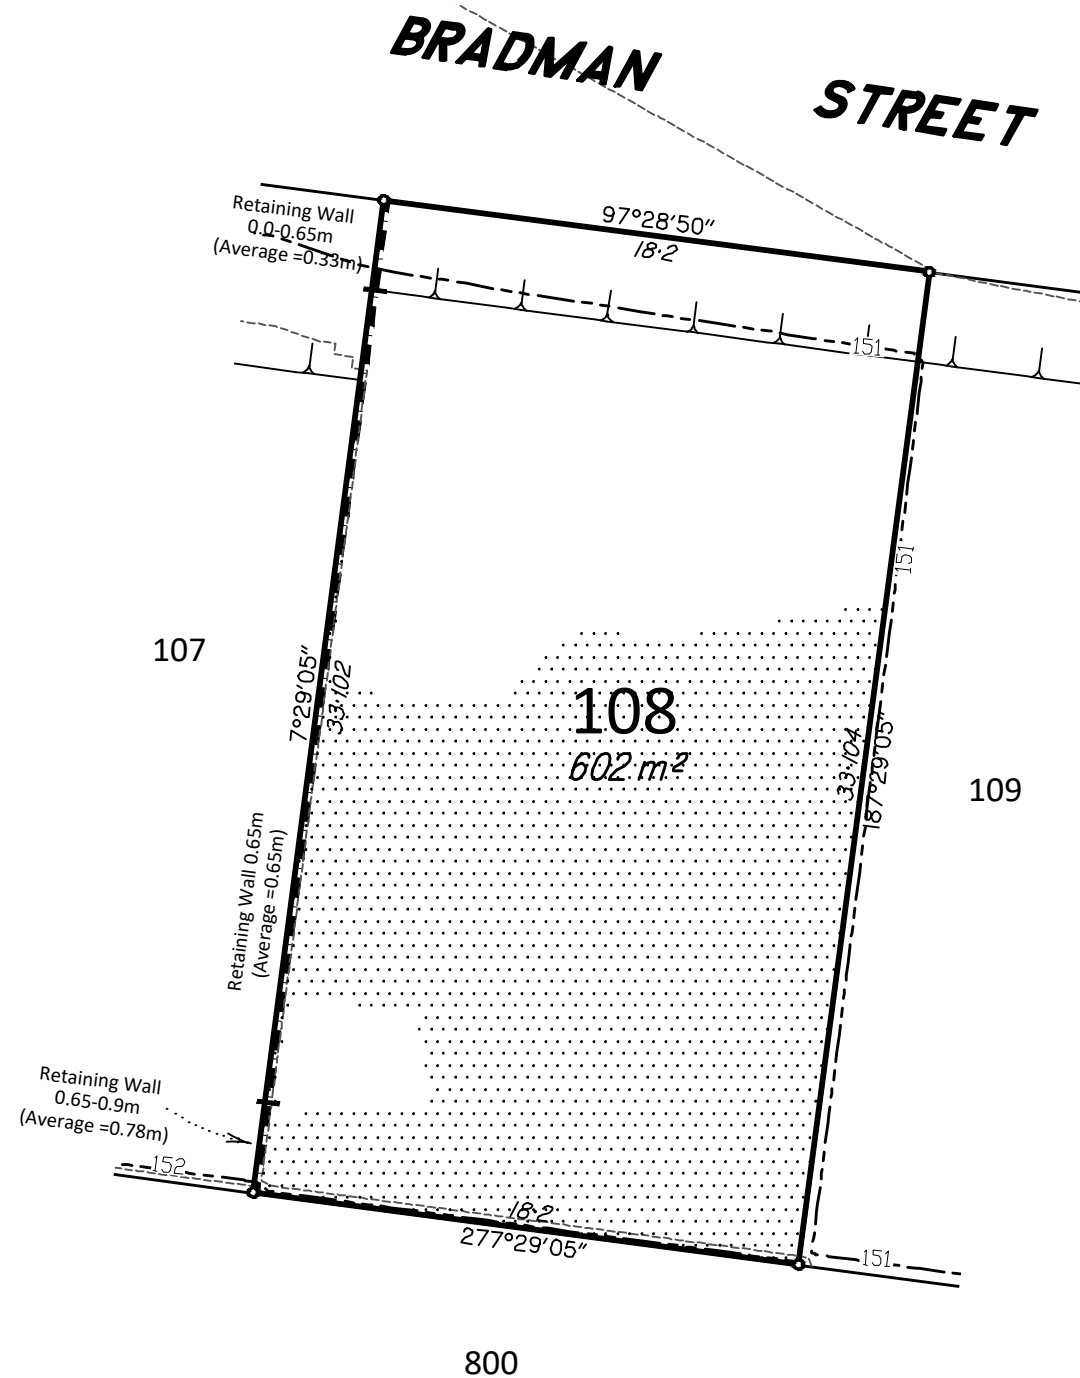 BRADMAN STREET
Retaining Wall
0.0-0.65m
(Average =0.33m)
97°28'50"
18·2
151
151
107
7°29'05"
33·102
108
602 m²
33·104
187°29'05"
109
Retaining Wall 0.65m
(Average =0.65m)
Retaining Wall
0.65-0.9m
(Average =0.78m)
152
18·2
277°29'05"
151
800